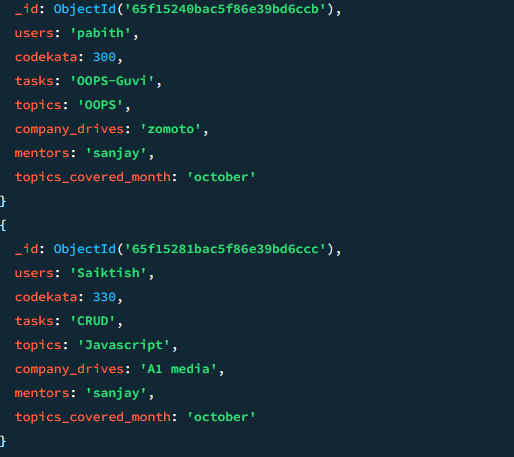 _id: ObjectId('65f15240bac5f86e39bd6ccb'),
users: 'pabith',
codekata: 300,
tasks: 'OOPS-Guvi',
topics: 'OOPS',
company_drives: 'zomoto',
mentors: 'sanjay',
topics_covered_month: 'october'
}
{
_id: ObjectId('65f15281bac5f86e39bd6ccc'),
users: 'Saiktish',
codekata: 330,
tasks: 'CRUD',
topics: 'Javascript',
company_drives: 'A1 media',
mentors: 'sanjay',
topics_covered_month: 'october'
}